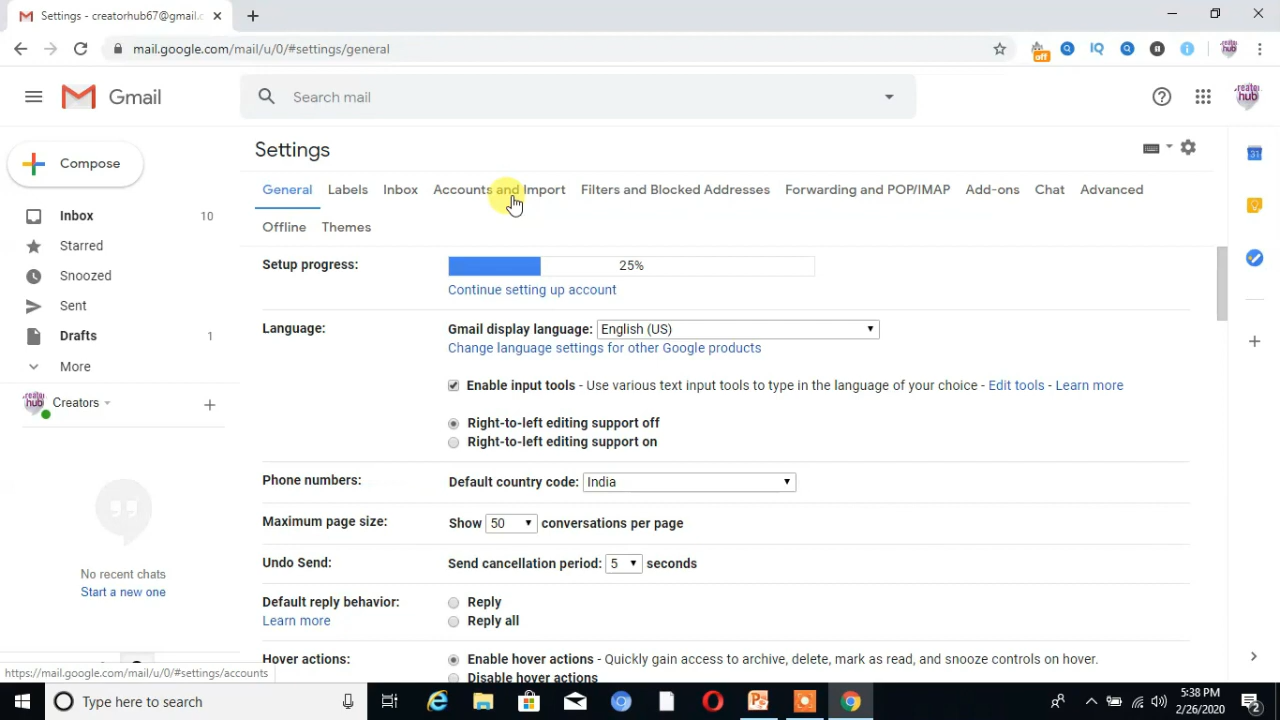 Settings - creatorhub67@gmail.c
mail.google.com/mail/u/0/#settings/general
off
IQ
Gmail
Search mail
hub
Compose
Settings
31
General Labels Inbox Accounts and Import Filters and Blocked Addresses Forwarding and POP/IMAP Add-ons Chat Advanced
Offline Themes
Inbox 10
Starred
Snoozed
Sent
Drafts 1
More
hub
Creators
No recent chats
Start a new one
Setup progress: 25%
Continue setting up account
Language: Gmail display language: English (US)
Change language settings for other Google products
Enable input tools - Use various text input tools to type in the language of your choice - Edit tools - Learn more
Right-to-left editing support off
Right-to-left editing support on
Phone numbers: Default country code: India
Maximum page size: Show 50 conversations per page
Undo Send: Send cancellation period: 5 seconds
Default reply behavior: Reply
Learn more Reply all
Hover actions: Enable hover actions - Quickly gain access to archive, delete, mark as read, and snooze controls on hover.
Disable hover actions
https://mail.google.com/mail/u/0/#settings/accounts
Type here to search
5:38 PM
2/26/2020
2